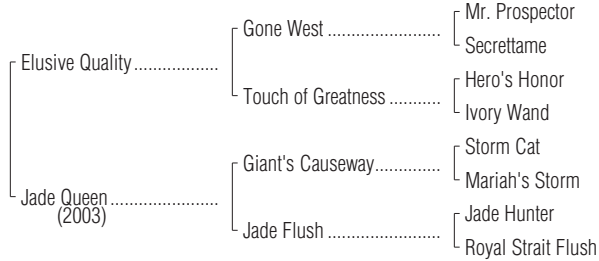 Mr. Prospector
Gone West ....................
Secrettame
Elusive Quality ...............
Hero's Honor
Touch of Greatness .........
Ivory Wand
Storm Cat
Giant's Causeway............
Mariah's Storm
Jade Queen ...................
(2003)
Jade Hunter
Jade Flush ....................
Royal Strait Flush